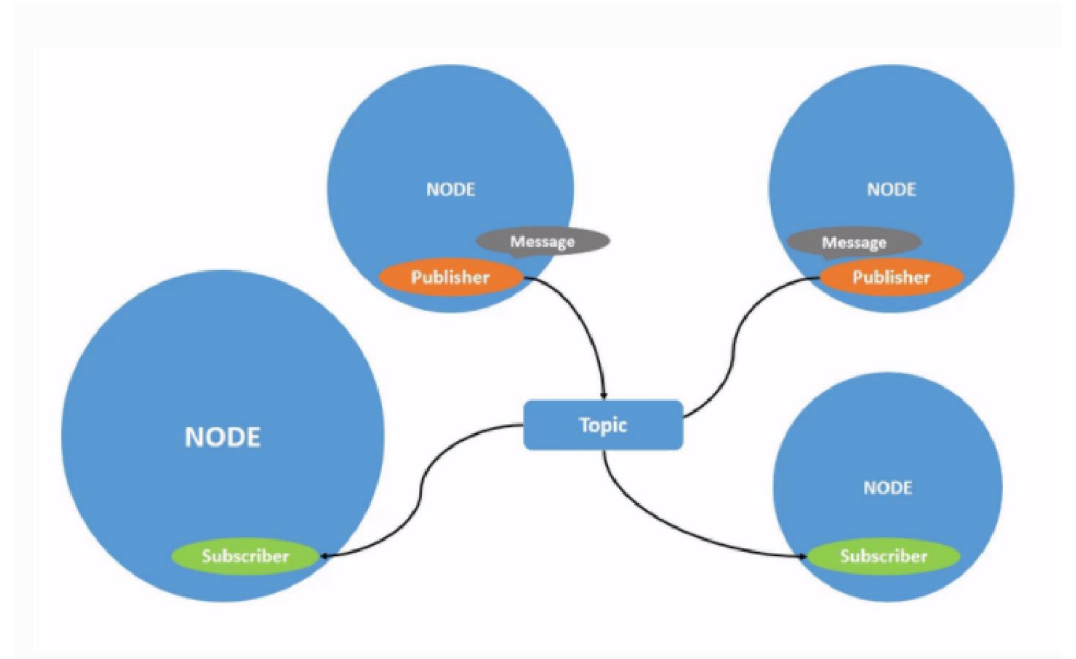 NODE
NODE
Message
Message
Publisher
Publisher
Topic
NODE
NODE
Subscriber
Subscriber